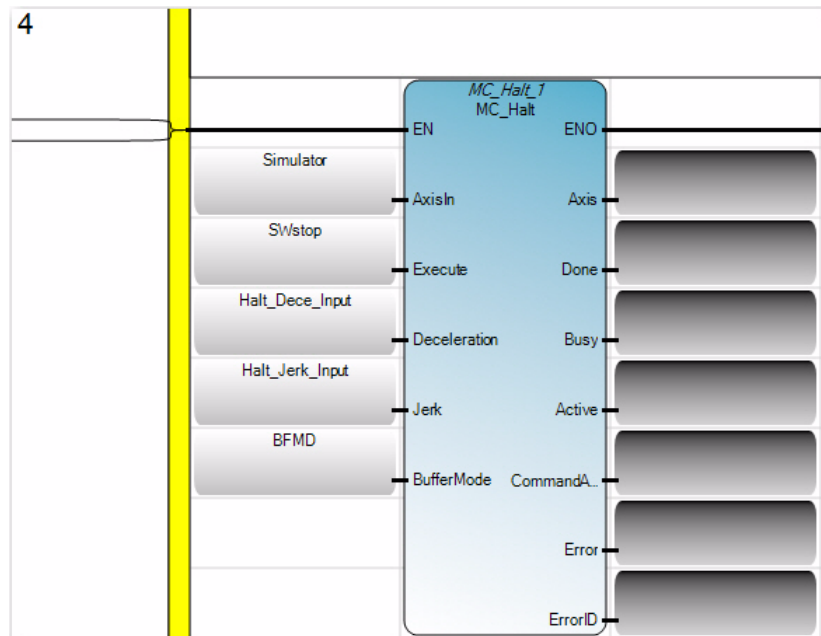 4
MC_Halt_1
MC_Halt
EN ENO
Simulator
AxisIn Axis
SWstop
Execute Done
Halt_Dece_Input
Deceleration Busy
Halt_Jerk_Input
Jerk Active
BFMD
BufferMode CommandA...
Error
ErrorID